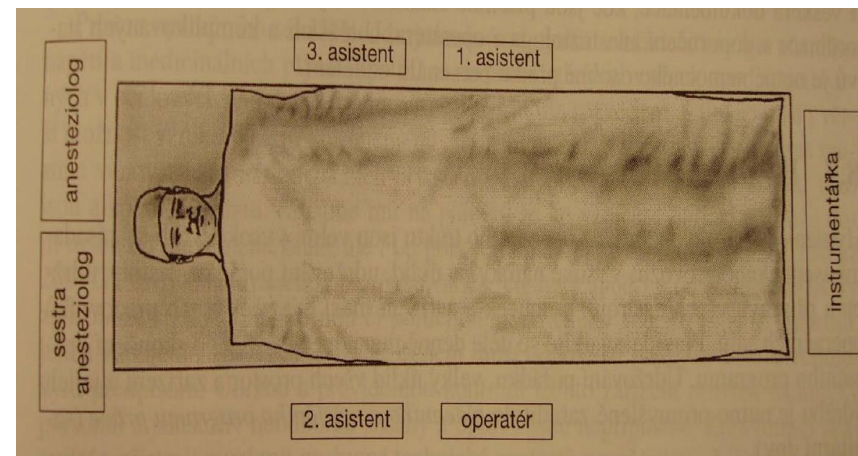 3. asistent
1. asistent
anesteziolog
sestra
anesteziolog
instrumentářka
2. asistent
operatér